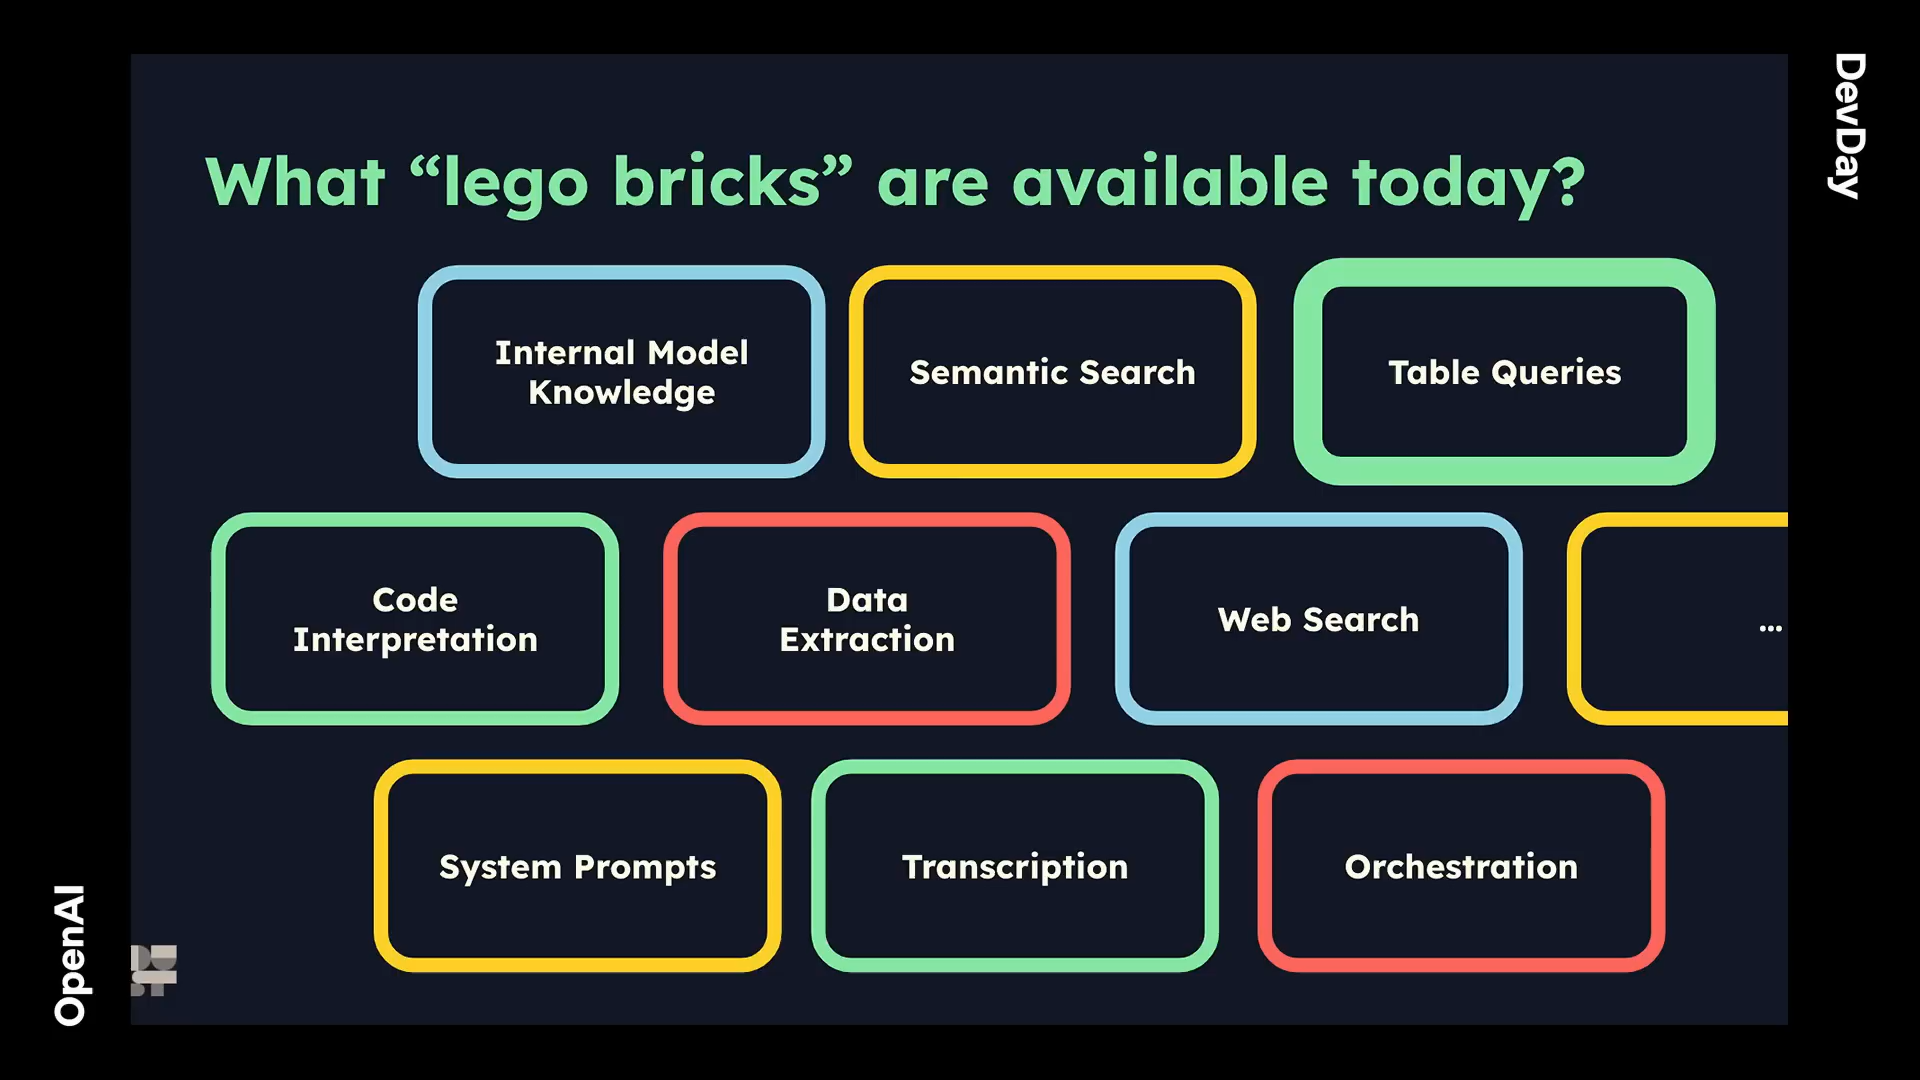 What “lego bricks” are available today?
Internal Model
Knowledge
Semantic Search
Table Queries
Code
Interpretation
Data
Extraction
Web Search
...
System Prompts
Transcription
Orchestration
OpenAI
DevDay